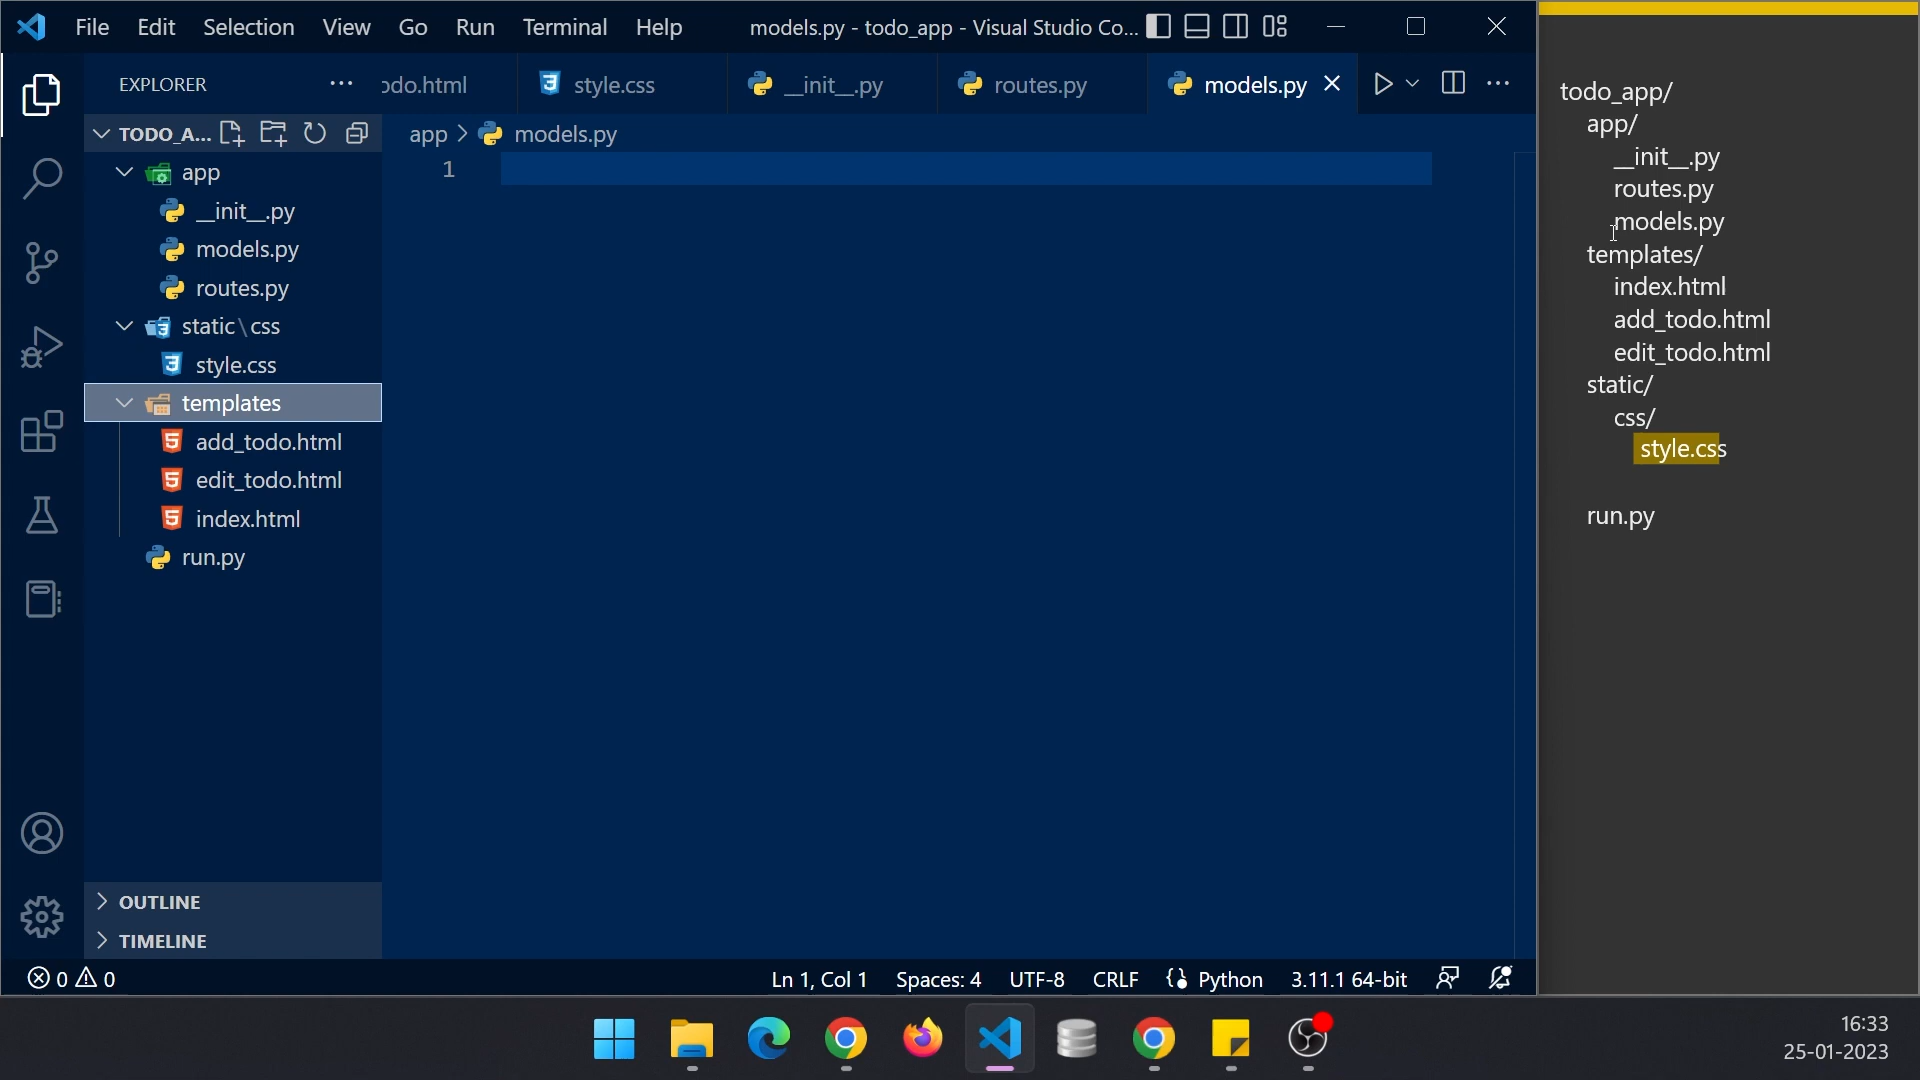 File Edit Selection View Go Run Terminal Help
models.py - todo_app - Visual Studio Co...
EXPLORER
odo.html
style.css
__init__.py
routes.py
models.py
TODO_A...
app > models.py
1
app
__init__.py
models.py
routes.py
static\css
style.css
templates
add_todo.html
edit_todo.html
index.html
run.py
OUTLINE
TIMELINE
0 0
Ln 1, Col 1
Spaces: 4
UTF-8
CRLF
Python
3.11.1 64-bit
todo_app/
app/
__init__.py
routes.py
models.py
templates/
index.html
add_todo.html
edit_todo.html
static/
css/
style.css
run.py
16:33
25-01-2023